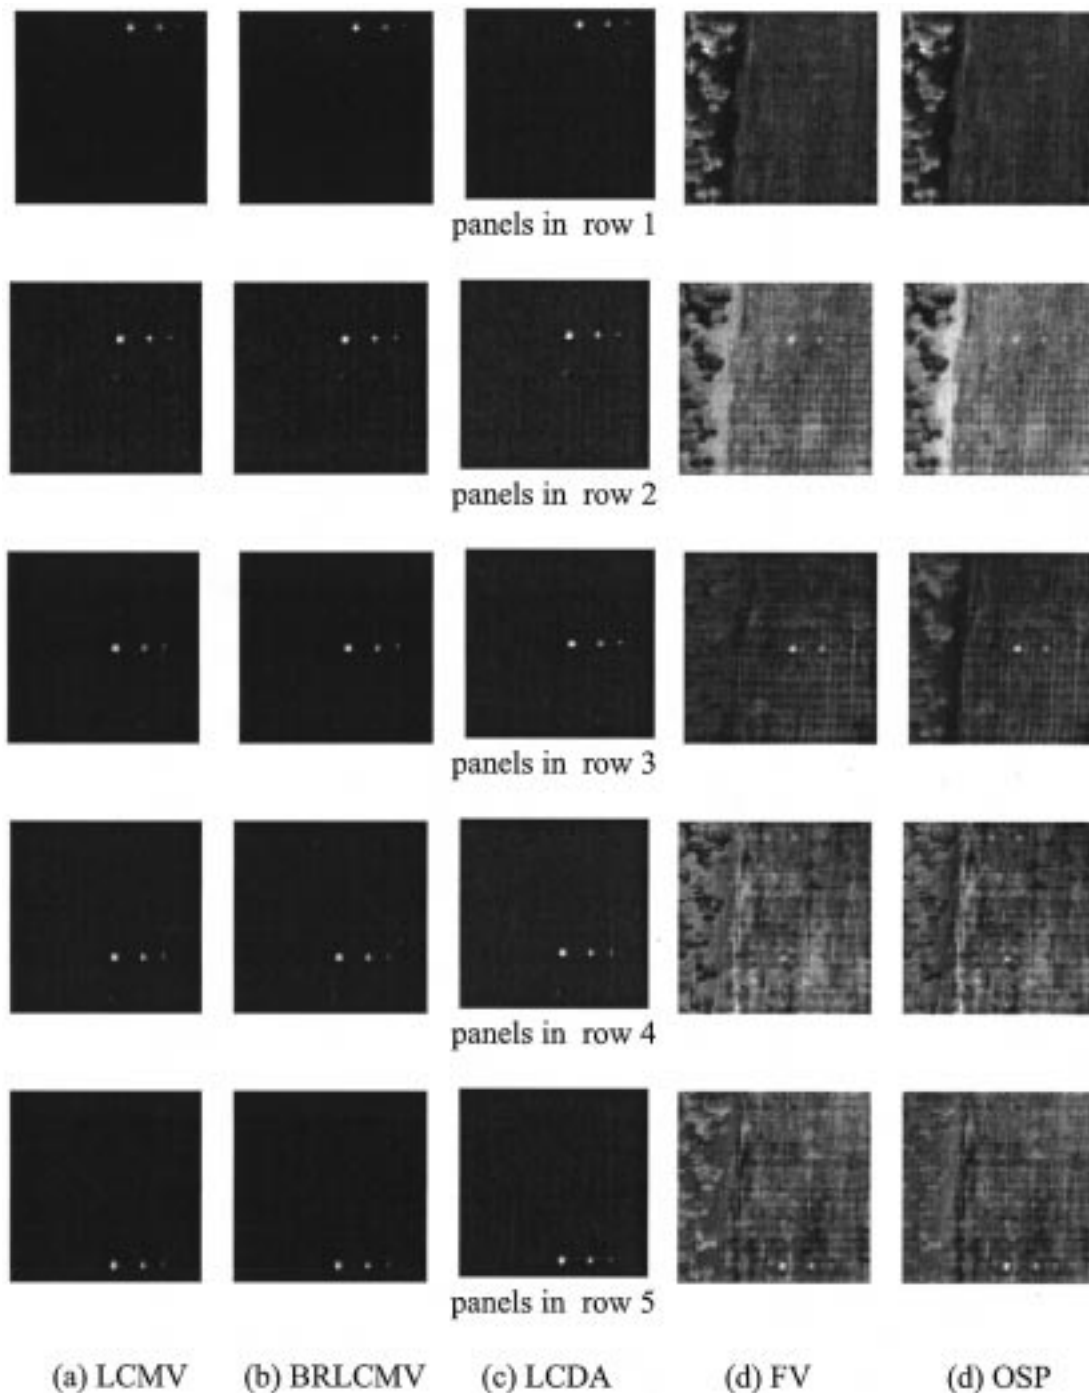 panels in row 1
panels in row 2
panels in row 3
panels in row 4
panels in row 5
(a) LCMV (b) BRLCMV (c) LCDA (d) FV (d) OSP